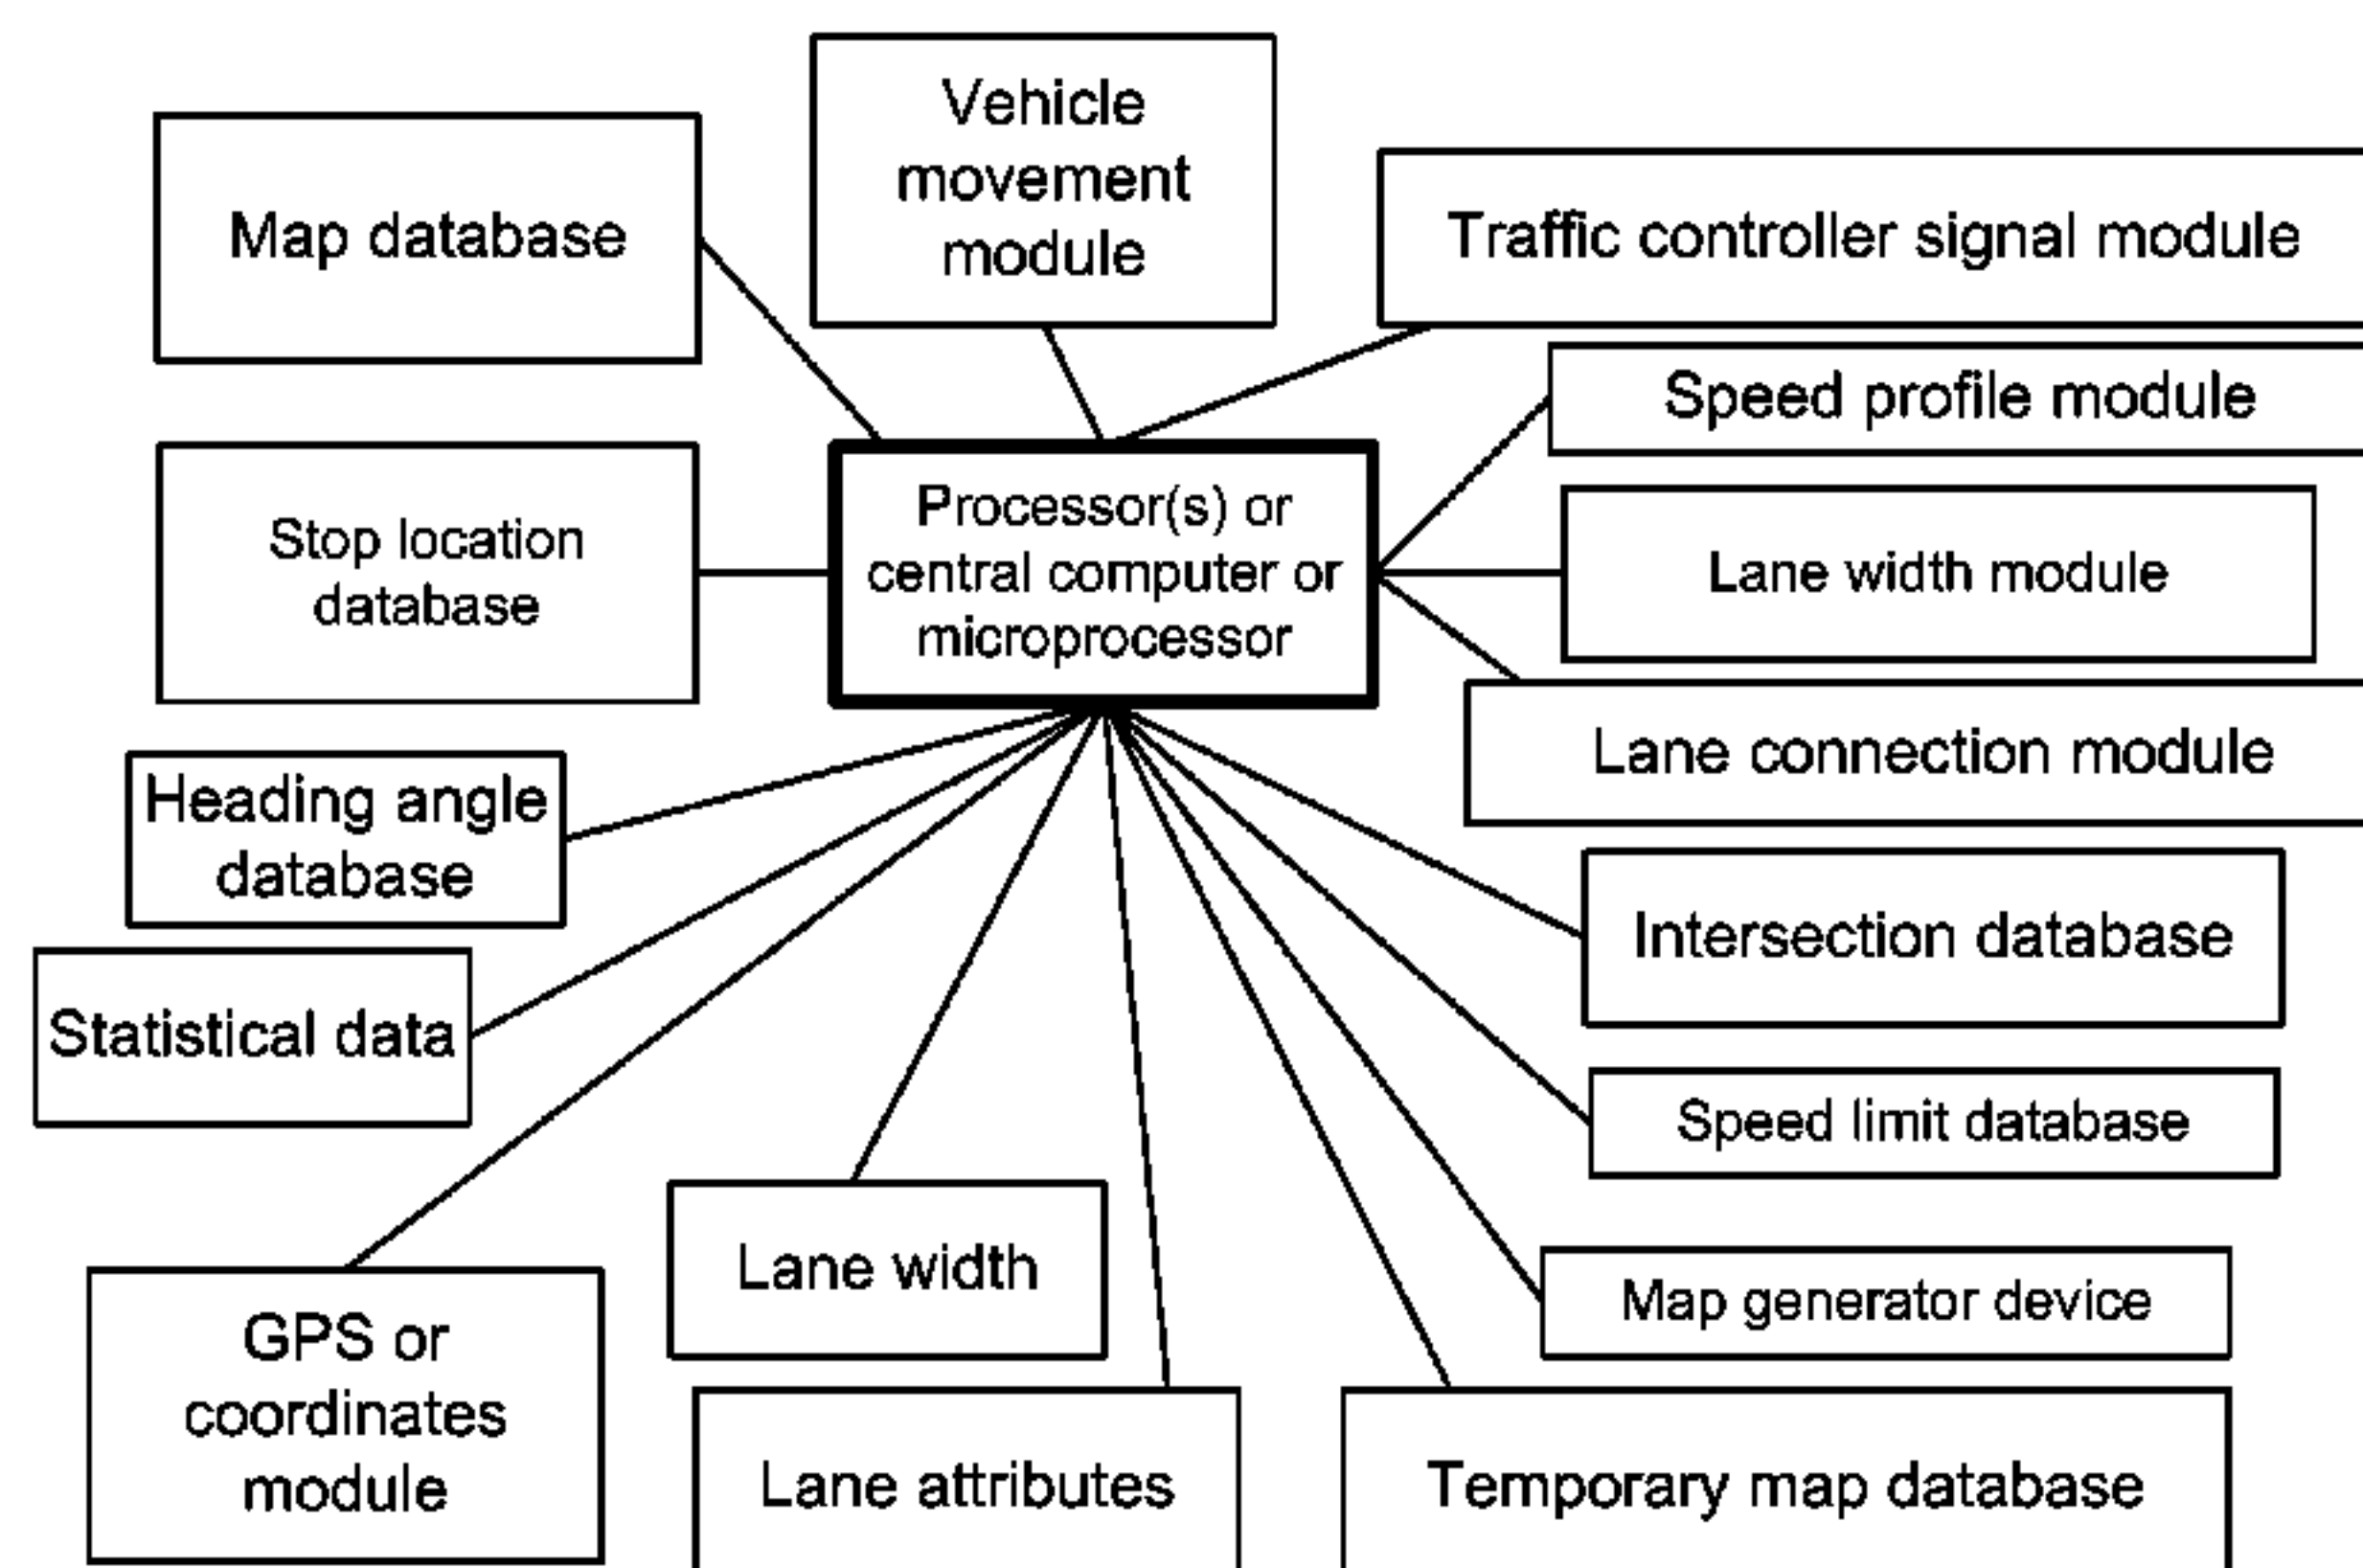 Vehicle
movement
module
Map database
Traffic controller signal module
Speed profile module
Stop location
database
Processor(s) or
central computer or
microprocessor
Lane width module
Lane connection module
Heading angle
database
Intersection database
Statistical data
Speed limit database
Lane width
Map generator device
GPS or
coordinates
module
Lane attributes
Temporary map database